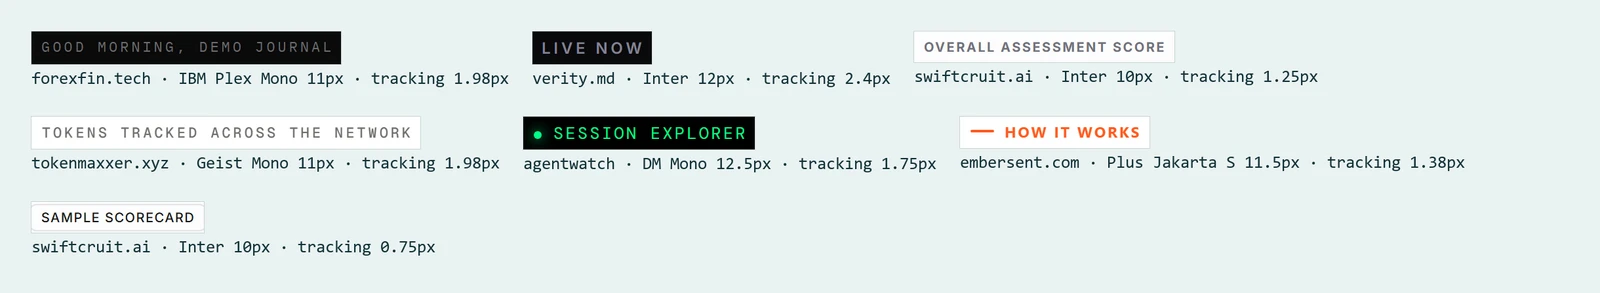 GOOD MORNING, DEMO JOURNAL
forexfin.tech · IBM Plex Mono 11px · tracking 1.98px
LIVE NOW
verity.md · Inter 12px · tracking 2.4px
OVERALL ASSESSMENT SCORE
swiftcruit.ai · Inter 10px · tracking 1.25px
TOKENS TRACKED ACROSS THE NETWORK
tokenmaxxer.xyz · Geist Mono 11px · tracking 1.98px
● SESSION EXPLORER
agentwatch · DM Mono 12.5px · tracking 1.75px
— HOW IT WORKS
embersent.com · Plus Jakarta S 11.5px · tracking 1.38px
SAMPLE SCORECARD
swiftcruit.ai · Inter 10px · tracking 0.75px